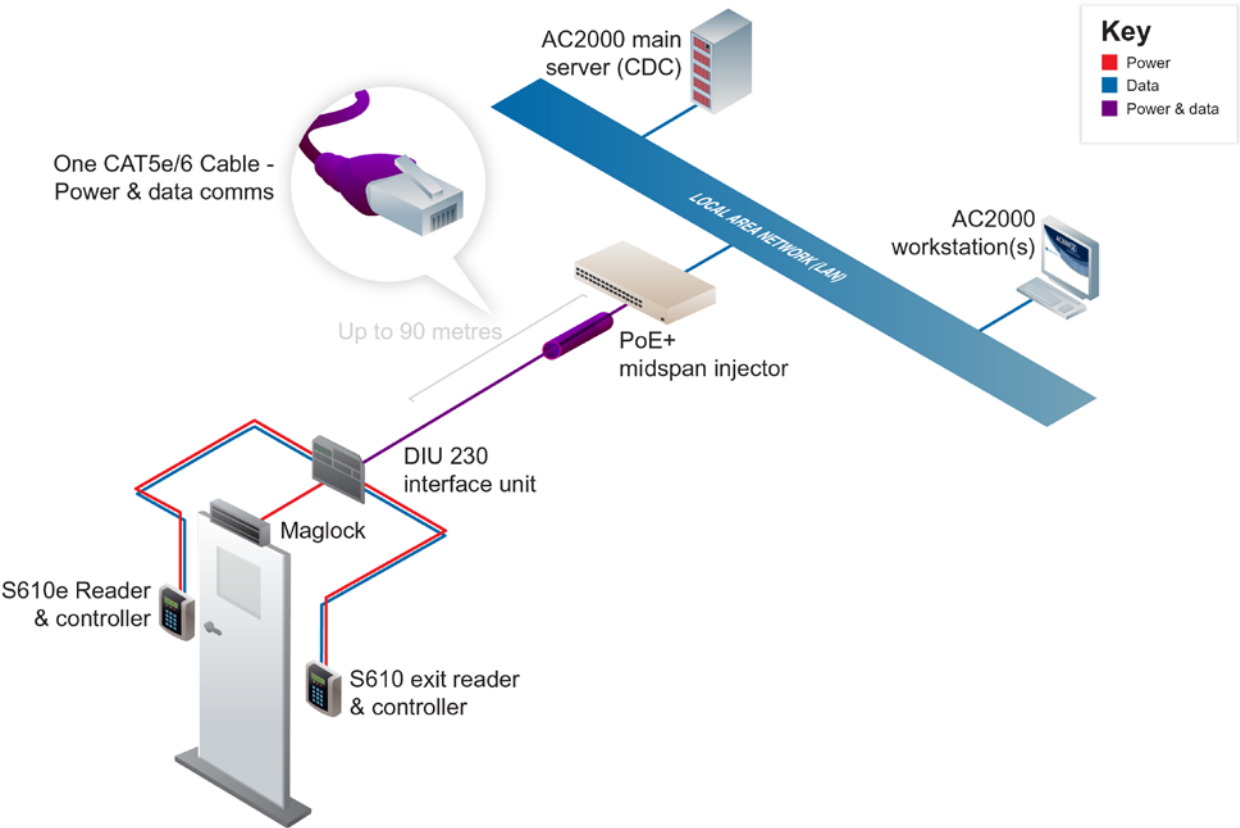 AC2000 main
server (CDC)
Key
Power
Data
Power & data
One CAT5e/6 Cable -
Power & data comms
LOCAL AREA NETWORK (LAN)
AC2000
workstation(s)
Up to 90 metres
PoE+
midspan injector
DIU 230
interface unit
Maglock
S610e Reader
& controller
S610 exit reader
& controller